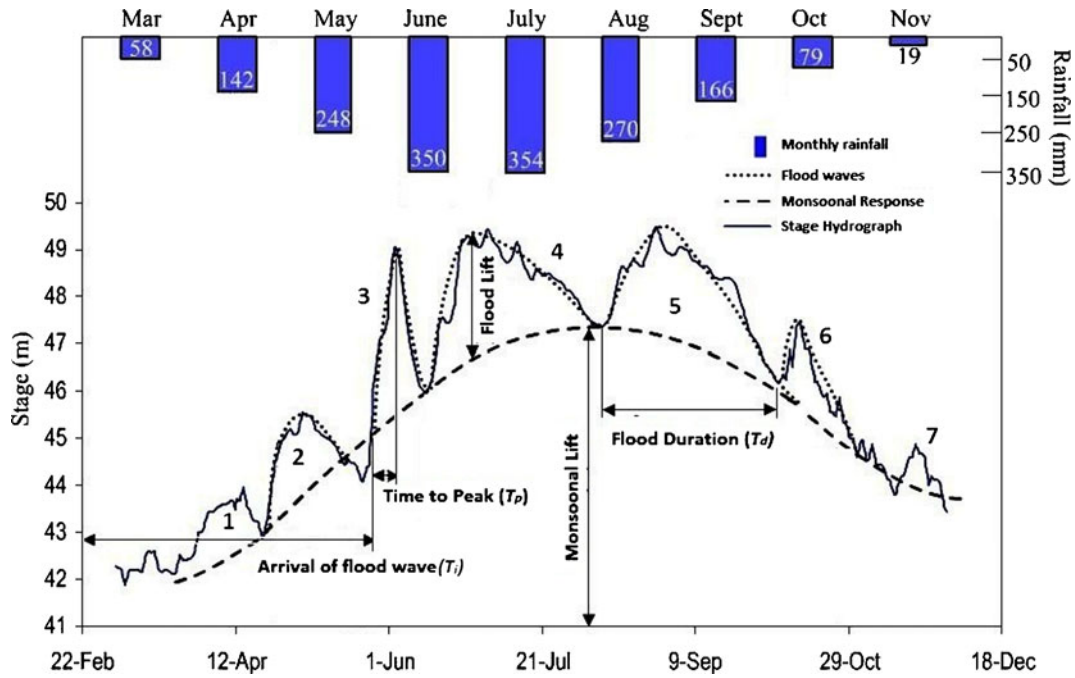 Mar Apr May June July Aug Sept Oct Nov
58 142 248 350 354 270 166 79 19
50
150
250
350
Rainfall (mm)
Monthly rainfall
Flood waves
Monsoonal Response
Stage Hydrograph
50
49
48
47
46
45
44
43
42
41
Stage (m)
1
2
3
4
5
6
7
Flood Lift
Flood Duration (Td)
Time to Peak (Tp)
Monsoonal Lift
Arrival of flood wave(Ti)
22-Feb 12-Apr 1-Jun 21-Jul 9-Sep 29-Oct 18-Dec